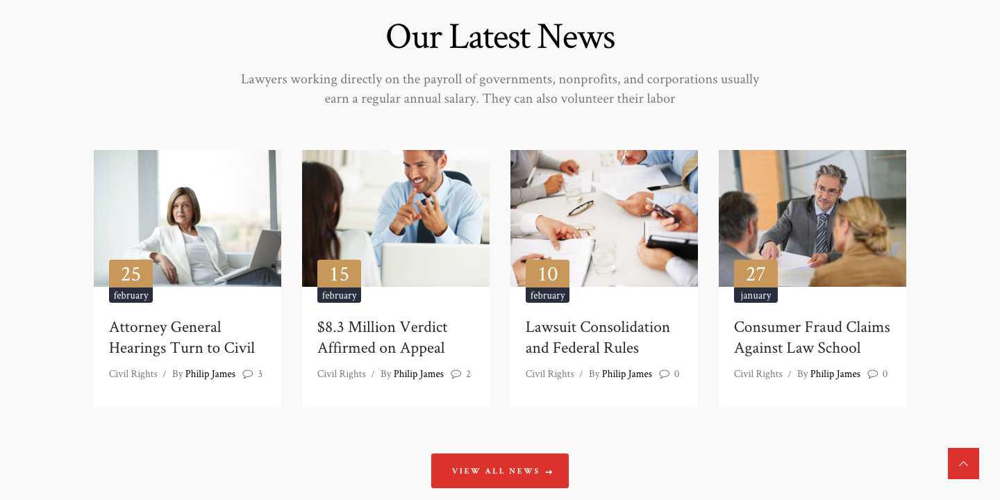 Our Latest News
Lawyers working directly on the payroll of governments, nonprofits, and corporations usually
earn a regular annual salary. They can also volunteer their labor
25
february
Attorney General
Hearings Turn to Civil
Civil Rights / By Philip James 3
15
february
$8.3 Million Verdict
Affirmed on Appeal
Civil Rights / By Philip James 2
10
february
Lawsuit Consolidation
and Federal Rules
Civil Rights / By Philip James 0
27
january
Consumer Fraud Claims
Against Law School
Civil Rights / By Philip James 0
VIEW ALL NEWS →